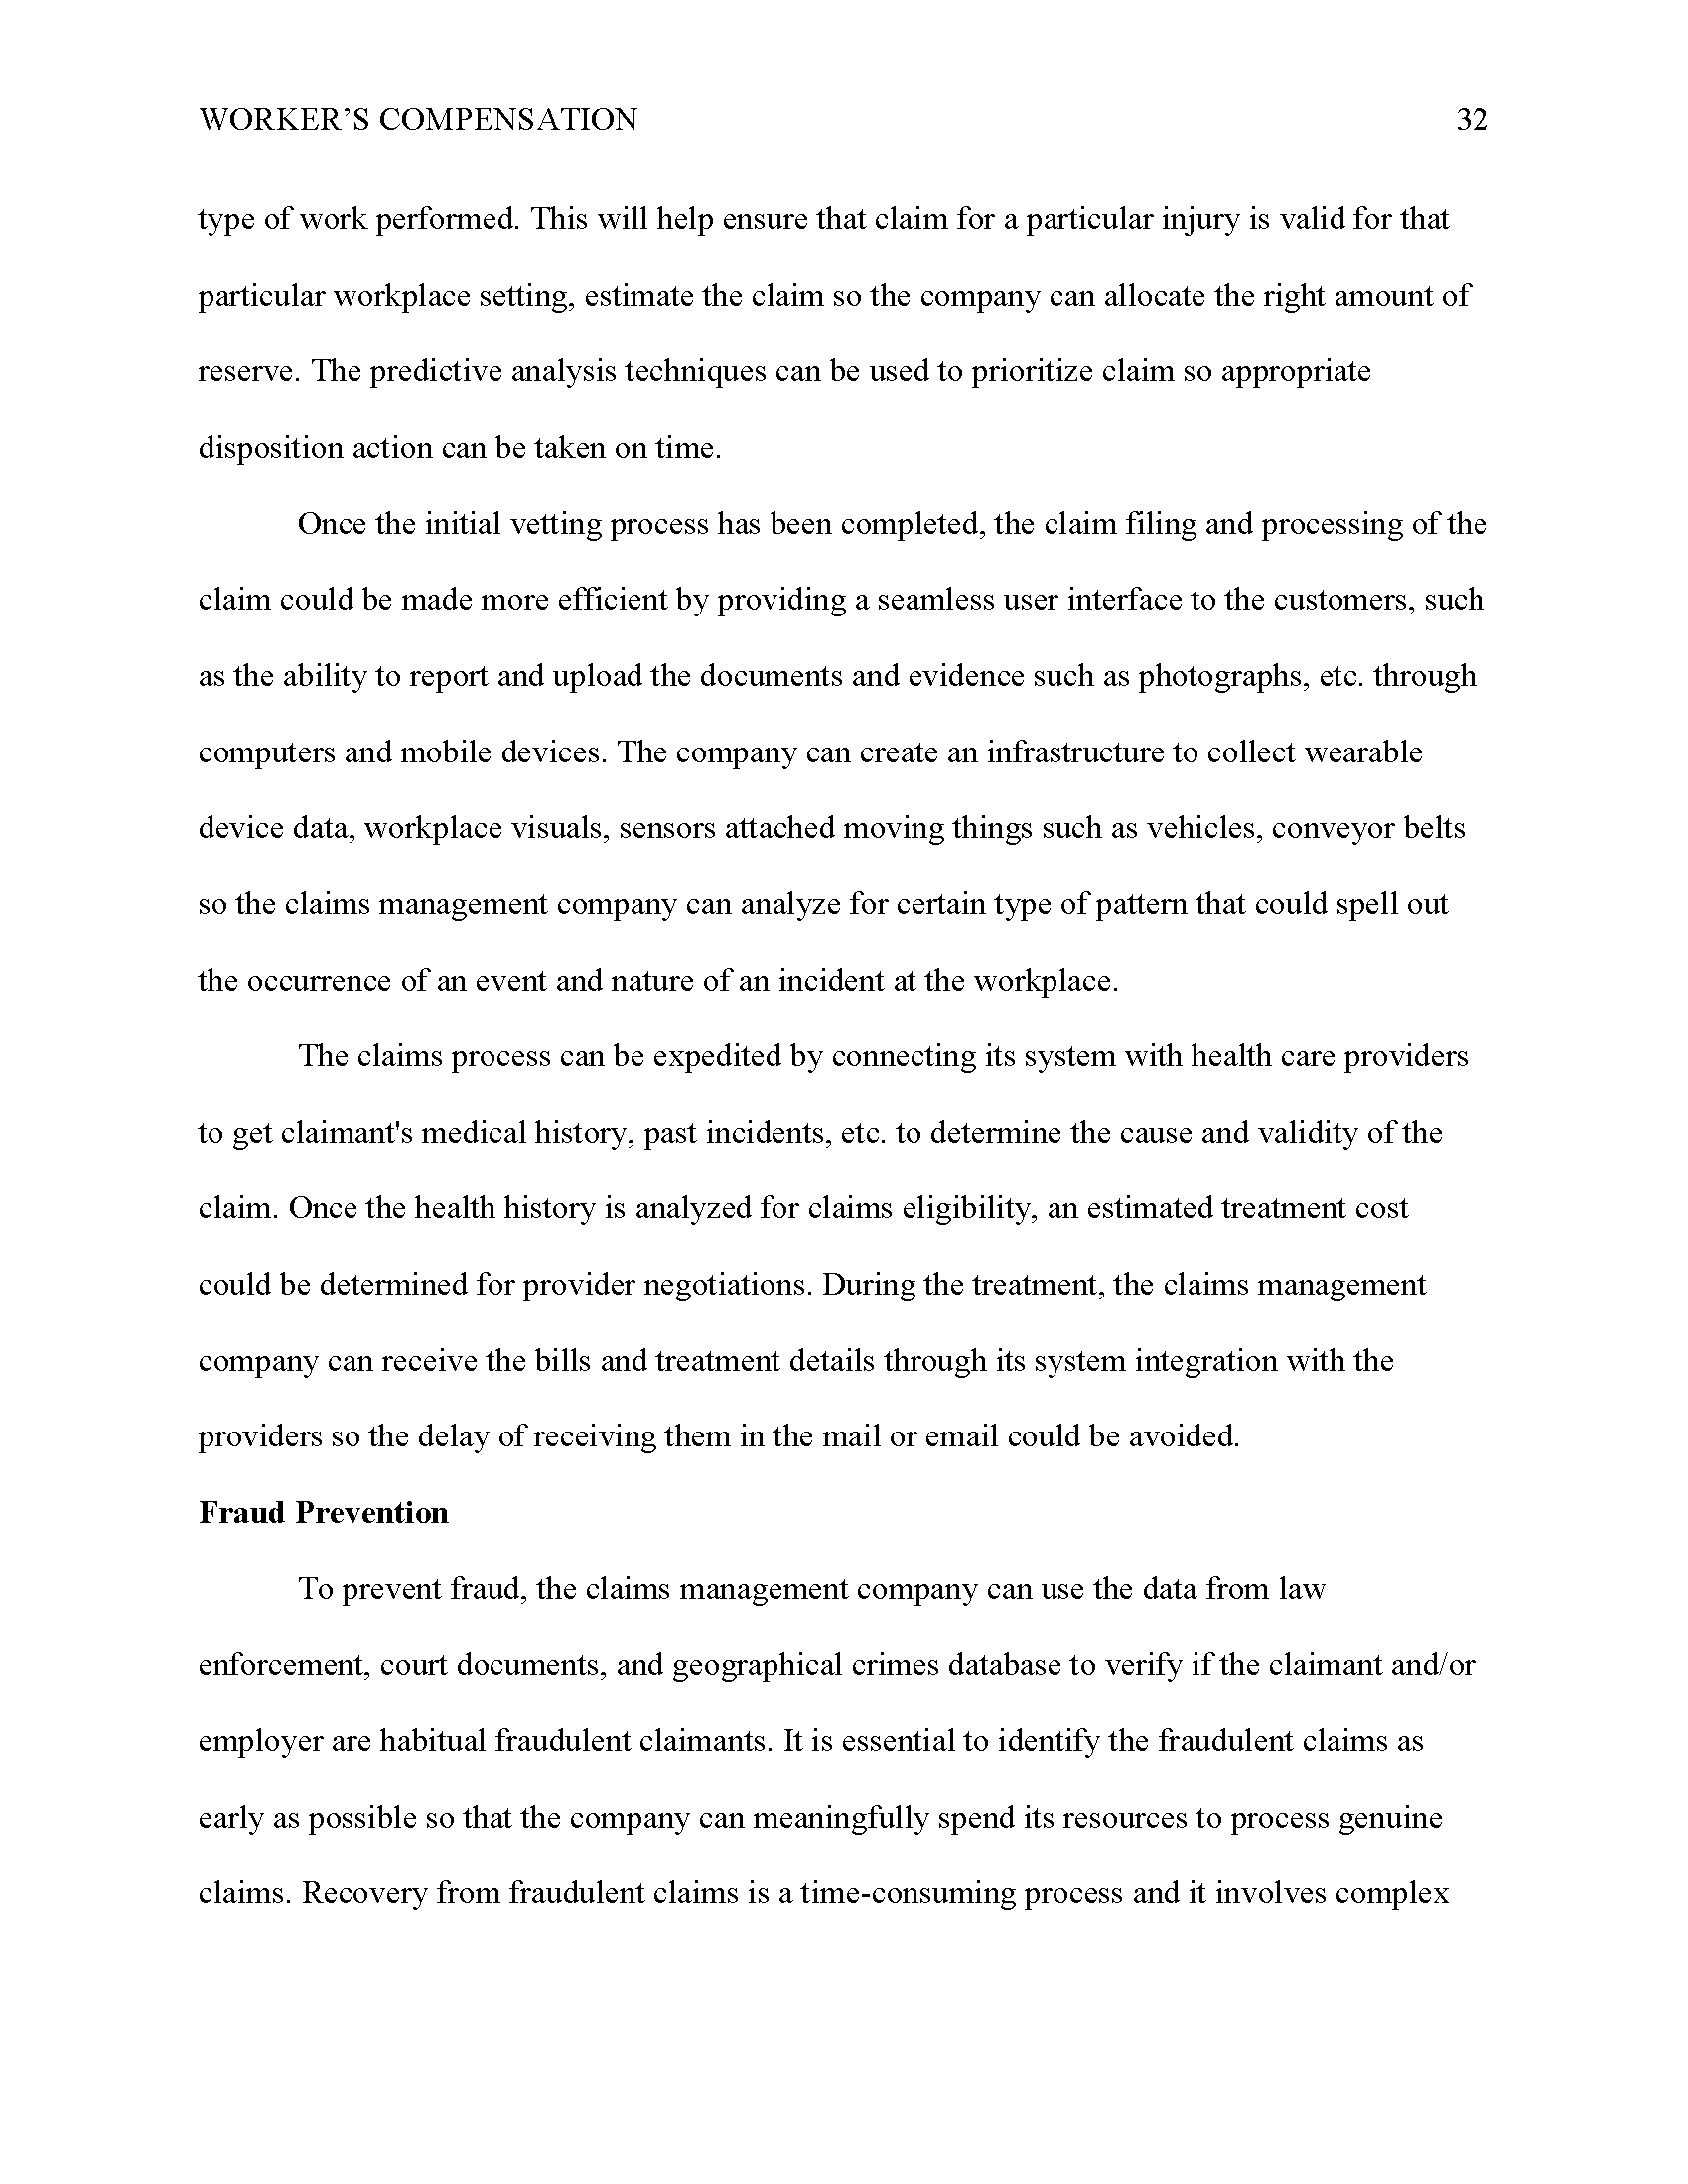 WORKER’S COMPENSATION 32
type of work performed. This will help ensure that claim for a particular injury is valid for that
particular workplace setting, estimate the claim so the company can allocate the right amount of
reserve. The predictive analysis techniques can be used to prioritize claim so appropriate
disposition action can be taken on time.
Once the initial vetting process has been completed, the claim filing and processing of the
claim could be made more efficient by providing a seamless user interface to the customers, such
as the ability to report and upload the documents and evidence such as photographs, etc. through
computers and mobile devices. The company can create an infrastructure to collect wearable
device data, workplace visuals, sensors attached moving things such as vehicles, conveyor belts
so the claims management company can analyze for certain type of pattern that could spell out
the occurrence of an event and nature of an incident at the workplace.
The claims process can be expedited by connecting its system with health care providers
to get claimant's medical history, past incidents, etc. to determine the cause and validity of the
claim. Once the health history is analyzed for claims eligibility, an estimated treatment cost
could be determined for provider negotiations. During the treatment, the claims management
company can receive the bills and treatment details through its system integration with the
providers so the delay of receiving them in the mail or email could be avoided.
Fraud Prevention
To prevent fraud, the claims management company can use the data from law
enforcement, court documents, and geographical crimes database to verify if the claimant and/or
employer are habitual fraudulent claimants. It is essential to identify the fraudulent claims as
early as possible so that the company can meaningfully spend its resources to process genuine
claims. Recovery from fraudulent claims is a time-consuming process and it involves complex